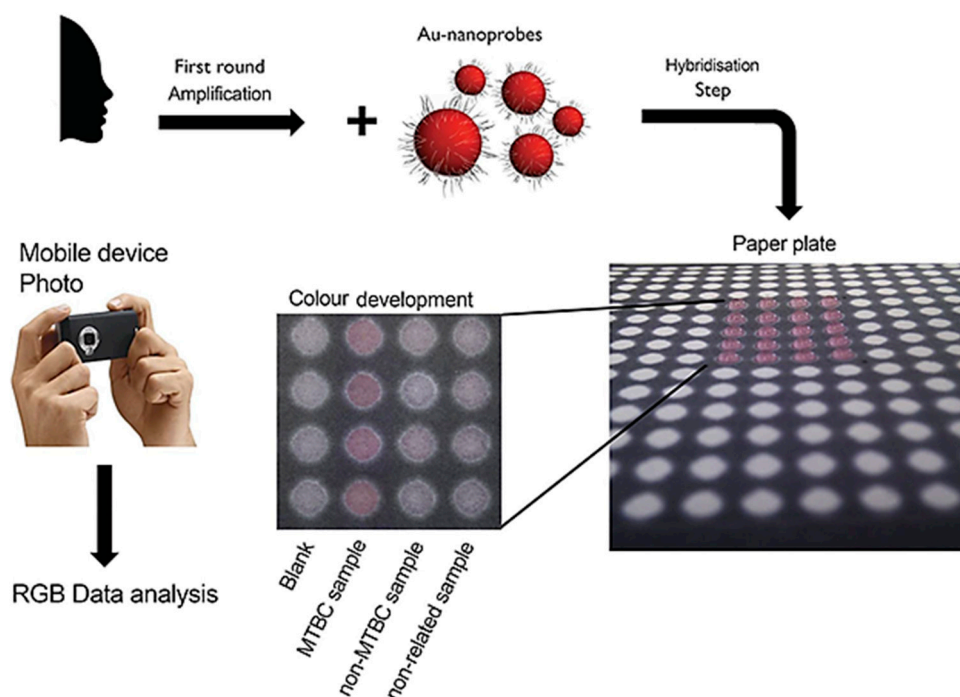 First round
Amplification
+
Au-nanoprobes
Hybridisation
Step
Paper plate
Colour development
Blank
MTBC sample
non-MTBC sample
non-related sample
Mobile device
Photo
RGB Data analysis